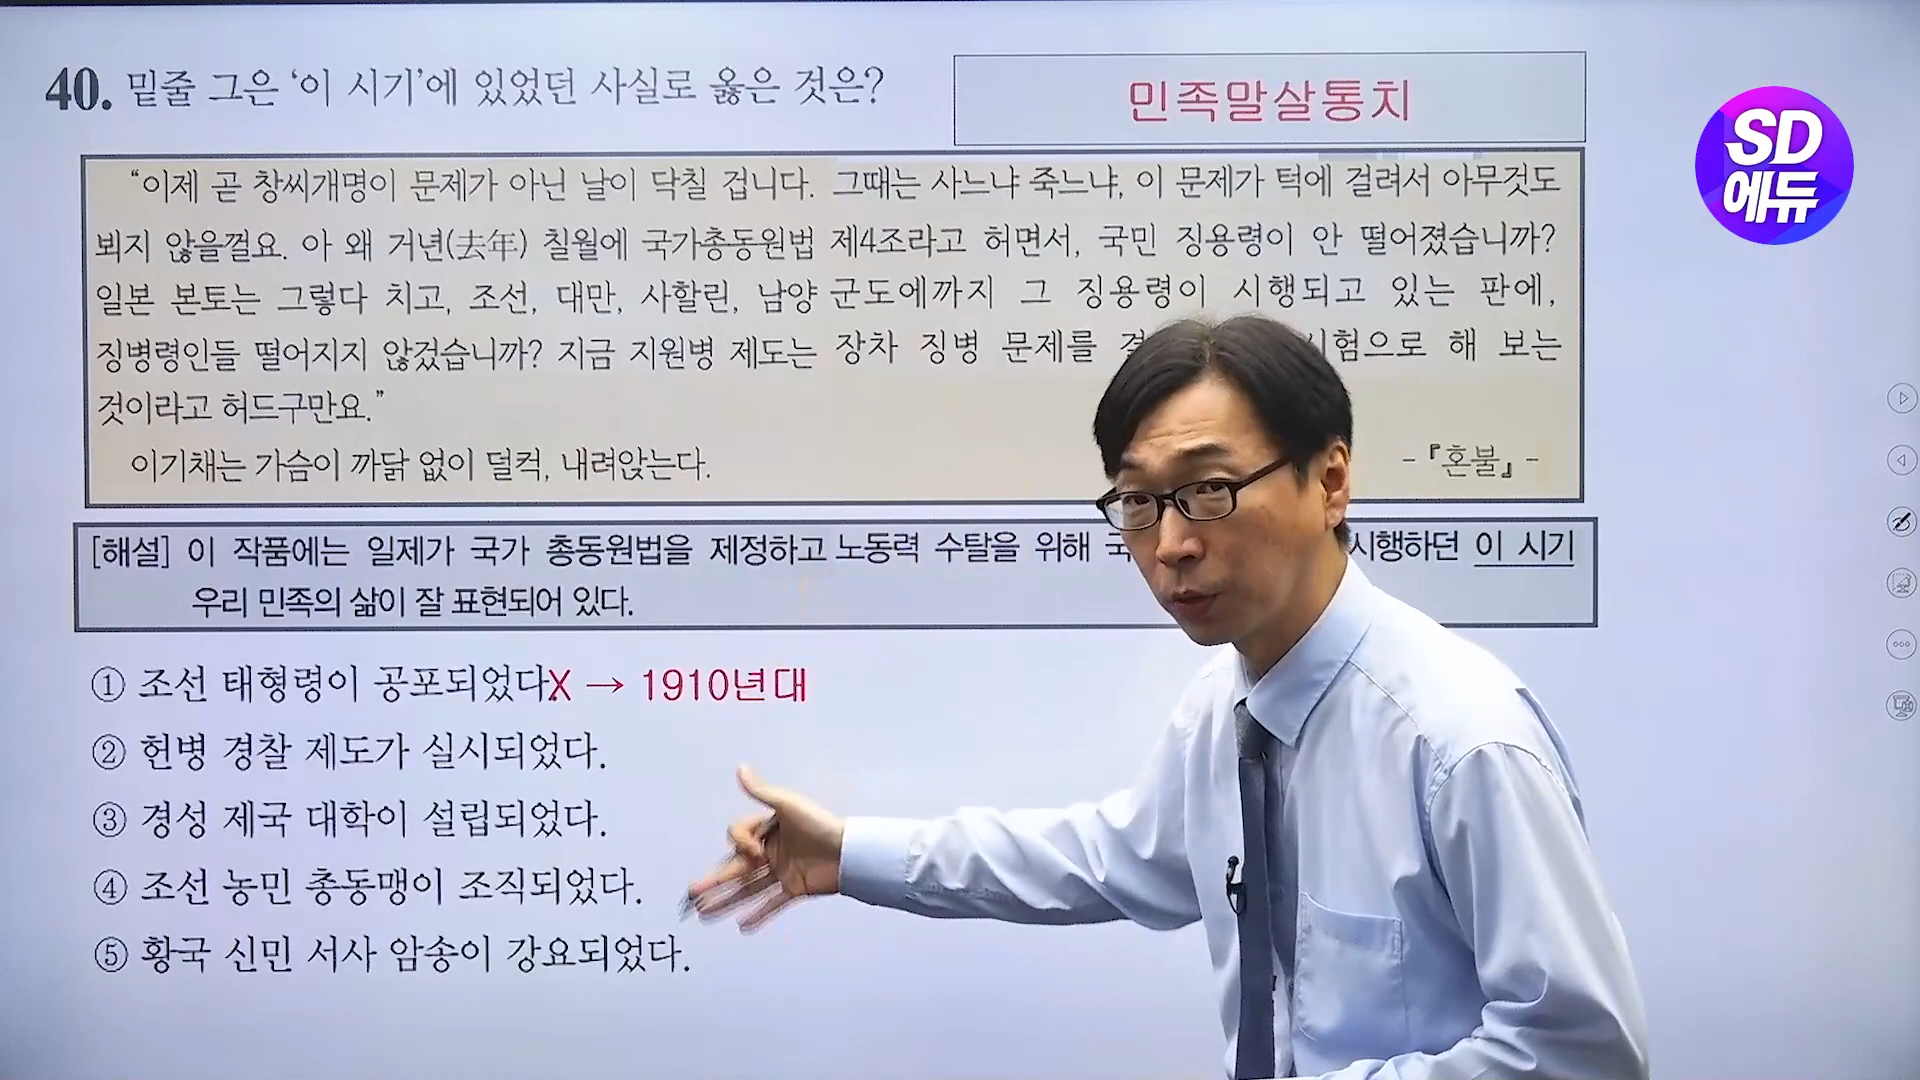 40. 밑줄 그은 ‘이 시기’에 있었던 사실로 옳은 것은?
민족말살통치
SD
에듀
“이제 곧 창씨개명이 문제가 아닌 날이 닥칠 겁니다. 그때는 사느냐 죽느냐, 이 문제가 턱에 걸려서 아무것도
뵈지 않을껄요. 아 왜 거년(去年) 칠월에 국가총동원법 제4조라고 허면서, 국민 징용령이 안 떨어졌습니까?
일본 본토는 그렇다 치고, 조선, 대만, 사할린, 남양 군도에까지 그 징용령이 시행되고 있는 판에,
징병령인들 떨어지지 않겄습니까? 지금 지원병 제도는 장차 징병 문제를 시험으로 해 보는
것이라고 허드구만요.”
이기채는 가슴이 까닭 없이 덜컥, 내려앉는다.
-『혼불』-
[해설] 이 작품에는 일제가 국가 총동원법을 제정하고 노동력 수탈을 위해 시행하던 이 시기
우리 민족의 삶이 잘 표현되어 있다.
① 조선 태형령이 공포되었다. X → 1910년대
② 헌병 경찰 제도가 실시되었다.
③ 경성 제국 대학이 설립되었다.
④ 조선 농민 총동맹이 조직되었다.
⑤ 황국 신민 서사 암송이 강요되었다.